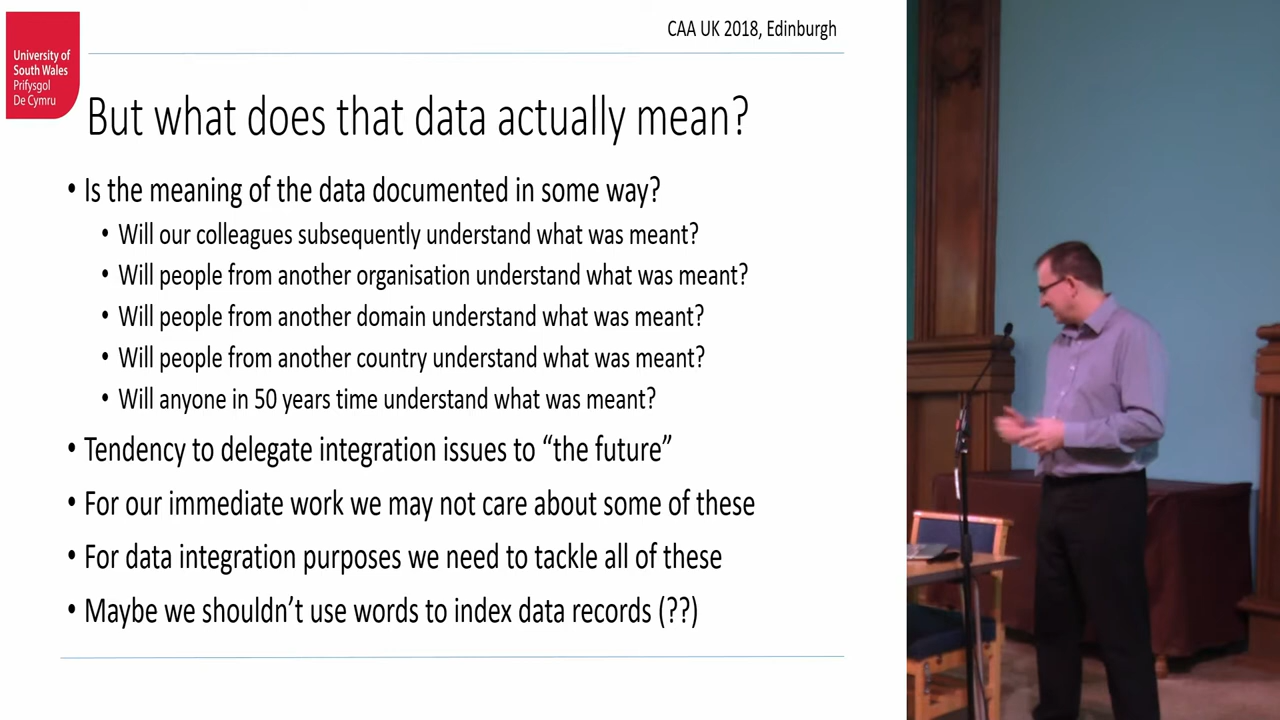 CAA UK 2018, Edinburgh
University of
South Wales
Prifysgol
De Cymru
But what does that data actually mean?
• Is the meaning of the data documented in some way?
• Will our colleagues subsequently understand what was meant?
• Will people from another organisation understand what was meant?
• Will people from another domain understand what was meant?
• Will people from another country understand what was meant?
• Will anyone in 50 years time understand what was meant?
• Tendency to delegate integration issues to “the future”
• For our immediate work we may not care about some of these
• For data integration purposes we need to tackle all of these
• Maybe we shouldn’t use words to index data records (??)